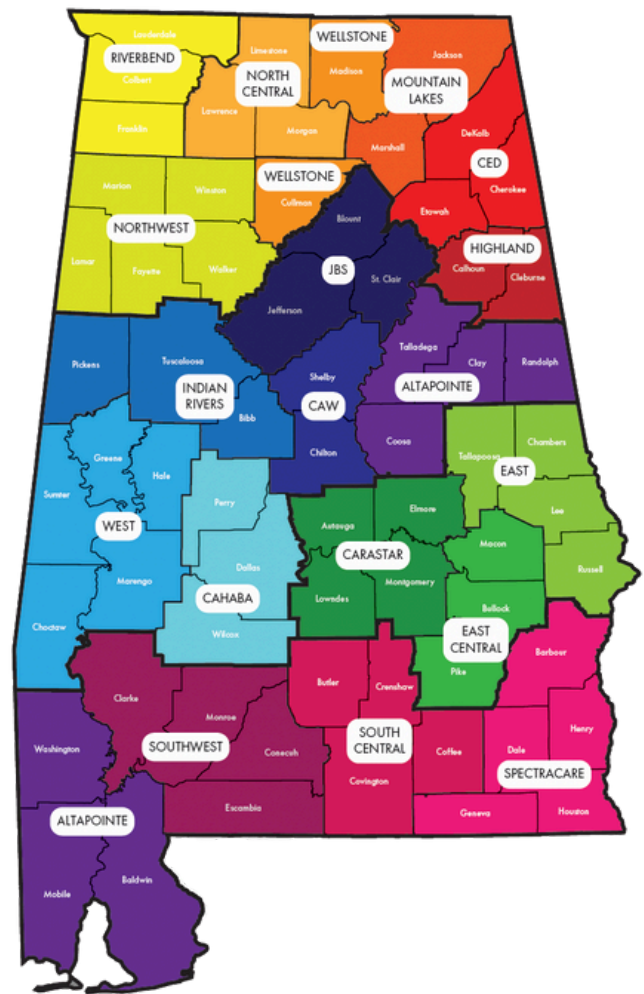 Lauderdale
RIVERBEND
Colbert
Franklin
Limestone
NORTH
CENTRAL
Lawrence
Morgan
WELLSTONE
Madison
Jackson
MOUNTAIN
LAKES
Marshall
DeKalb
CED
Cherokee
Etowah
WELLSTONE
Cullman
Marion
Winston
NORTHWEST
Lamar
Fayette
Walker
Blount
JBS
St. Clair
Jefferson
HIGHLAND
Calhoun
Cleburne
Pickens
Tuscaloosa
INDIAN
RIVERS
Bibb
Shelby
CAW
Chilton
Talladega
Clay
Randolph
ALTAPOINTE
Coosa
Greene
Hale
Sumter
WEST
Marengo
Choctaw
Perry
Dallas
CAHABA
Wilcox
Autauga
Elmore
CARASTAR
Lowndes
Montgomery
Tallapoosa
Chambers
EAST
Lee
Russell
Macon
Bullock
EAST
CENTRAL
Pike
Clarke
Monroe
SOUTHWEST
Conecuh
Escambia
Butler
Crenshaw
SOUTH
CENTRAL
Coffee
Covington
Barbour
Henry
Dale
SPECTRACARE
Geneva
Houston
Washington
ALTAPOINTE
Mobile
Baldwin